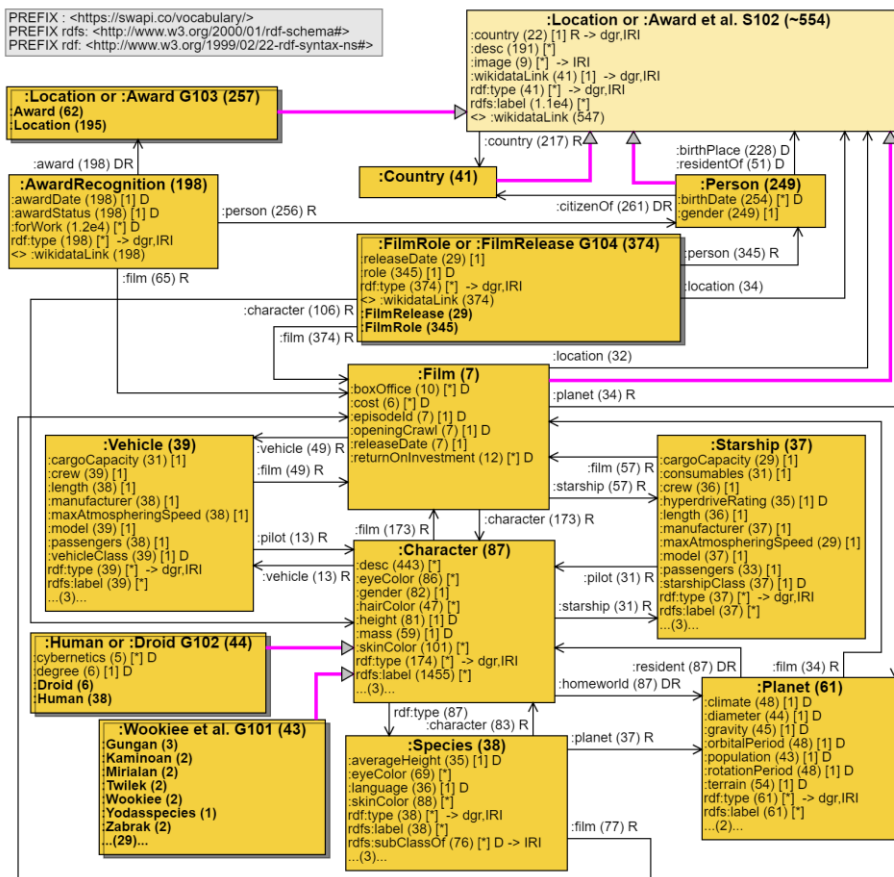 PREFIX : <https://swapi.co/vocabulary/>
PREFIX rdfs: <http://www.w3.org/2000/01/rdf-schema#>
PREFIX rdf: <http://www.w3.org/1999/02/22-rdf-syntax-ns#>
:Location or :Award et al. S102 (~554)
:country (22) [1] R -> dgr,IRI
:desc (191) [*]
:image (9) [*] -> IRI
:wikidataLink (41) [1] -> dgr,IRI
rdf:type (41) [*] -> dgr,IRI
rdfs:label (1.1e4) [*]
<> :wikidataLink (547)
:Location or :Award G103 (257)
:Award (62)
:Location (195)
:country (217) R
:birthPlace (228) D
:residentOf (51) D
:award (198) DR
:AwardRecognition (198)
:awardDate (198) [1] D
:awardStatus (198) [1] D
:forWork (1.2e4) [*] D
rdf:type (198) [*] -> dgr,IRI
<> :wikidataLink (198)
:Country (41)
:Person (249)
:birthDate (254) [*] D
:gender (249) [1]
:citizenOf (261) DR
:person (256) R
:FilmRole or :FilmRelease G104 (374)
:releaseDate (29) [1]
:role (345) [1] D
rdf:type (374) [*] -> dgr,IRI
<> :wikidataLink (374)
:FilmRelease (29)
:FilmRole (345)
:person (345) R
:location (34)
:film (65) R
:character (106) R
:film (374) R
:location (32)
:Film (7)
:boxOffice (10) [*] D
:cost (6) [*] D
:episodeId (7) [1] D
:openingCrawl (7) [1] D
:releaseDate (7) [1]
:returnOnInvestment (12) [*] D
:planet (34) R
:Vehicle (39)
:cargoCapacity (31) [1]
:crew (39) [1]
:length (38) [1]
:manufacturer (38) [1]
:maxAtmospheringSpeed (38) [1]
:model (39) [1]
:passengers (38) [1]
:vehicleClass (39) [1] D
rdf:type (39) [*] -> dgr,IRI
rdfs:label (39) [*]
...(3)...
:vehicle (49) R
:film (49) R
:Starship (37)
:cargoCapacity (29) [1]
:consumables (31) [1]
:crew (36) [1]
:hyperdriveRating (35) [1] D
:length (36) [1]
:manufacturer (37) [1]
:maxAtmospheringSpeed (29) [1]
:model (37) [1]
:passengers (33) [1]
:starshipClass (37) [1] D
rdf:type (37) [*] -> dgr,IRI
rdfs:label (37) [*]
...(3)...
:film (57) R
:starship (57) R
:film (173) R
:character (173) R
:pilot (13) R
:vehicle (13) R
:Character (87)
:desc (443) [*]
:eyeColor (86) [*]
:gender (82) [1]
:hairColor (47) [*]
:height (81) [1] D
:mass (59) [1] D
:skinColor (101) [*]
rdf:type (174) [*] -> dgr,IRI
rdfs:label (1455) [*]
...(3)...
:pilot (31) R
:starship (31) R
:Human or :Droid G102 (44)
:cybernetics (5) [*] D
:degree (6) [1] D
:Droid (6)
:Human (38)
:resident (87) DR
:homeworld (87) DR
:film (34) R
:Planet (61)
:climate (48) [1] D
:diameter (44) [1] D
:gravity (45) [1] D
:orbitalPeriod (48) [1] D
:population (43) [1] D
:rotationPeriod (48) [1] D
:terrain (54) [1] D
rdf:type (61) [*] -> dgr,IRI
rdfs:label (61) [*]
...(2)...
:Wookiee et al. G101 (43)
:Gungan (3)
:Kaminoan (2)
:Mirialan (2)
:Twilek (2)
:Wookiee (2)
:Yodasspecies (1)
:Zabrak (2)
...(29)...
rdf:type (87)
:character (83) R
:Species (38)
:averageHeight (35) [1] D
:eyeColor (69) [*]
:language (36) [1] D
:skinColor (88) [*]
rdf:type (38) [*] -> dgr,IRI
rdfs:label (38) [*]
rdfs:subClassOf (76) [*] D -> IRI
...(3)...
:planet (37) R
:film (77) R